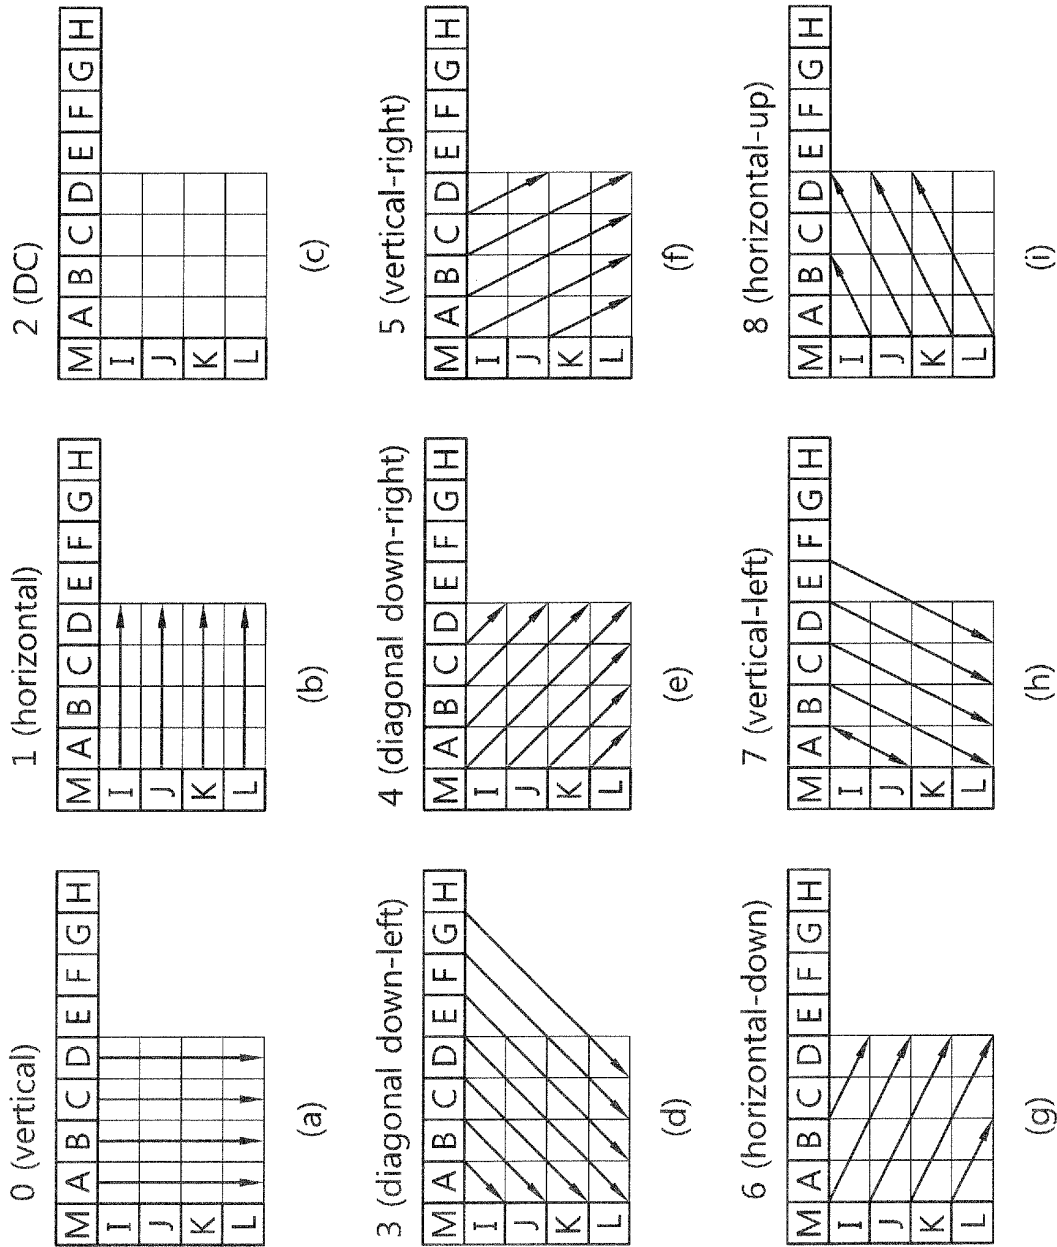 0 (vertical)
1 (horizontal)
2 (DC)
M A B C D E F G H
I
J
K
L
M A B C D E F G H
I
J
K
L
M A B C D E F G H
I
J
K
L
(a)
(b)
(c)
3 (diagonal down-left)
4 (diagonal down-right)
5 (vertical-right)
M A B C D E F G H
I
J
K
L
M A B C D E F G H
I
J
K
L
M A B C D E F G H
I
J
K
L
(d)
(e)
(f)
6 (horizontal-down)
7 (vertical-left)
8 (horizontal-up)
M A B C D E F G H
I
J
K
L
M A B C D E F G H
I
J
K
L
M A B C D E F G H
I
J
K
L
(g)
(h)
(i)